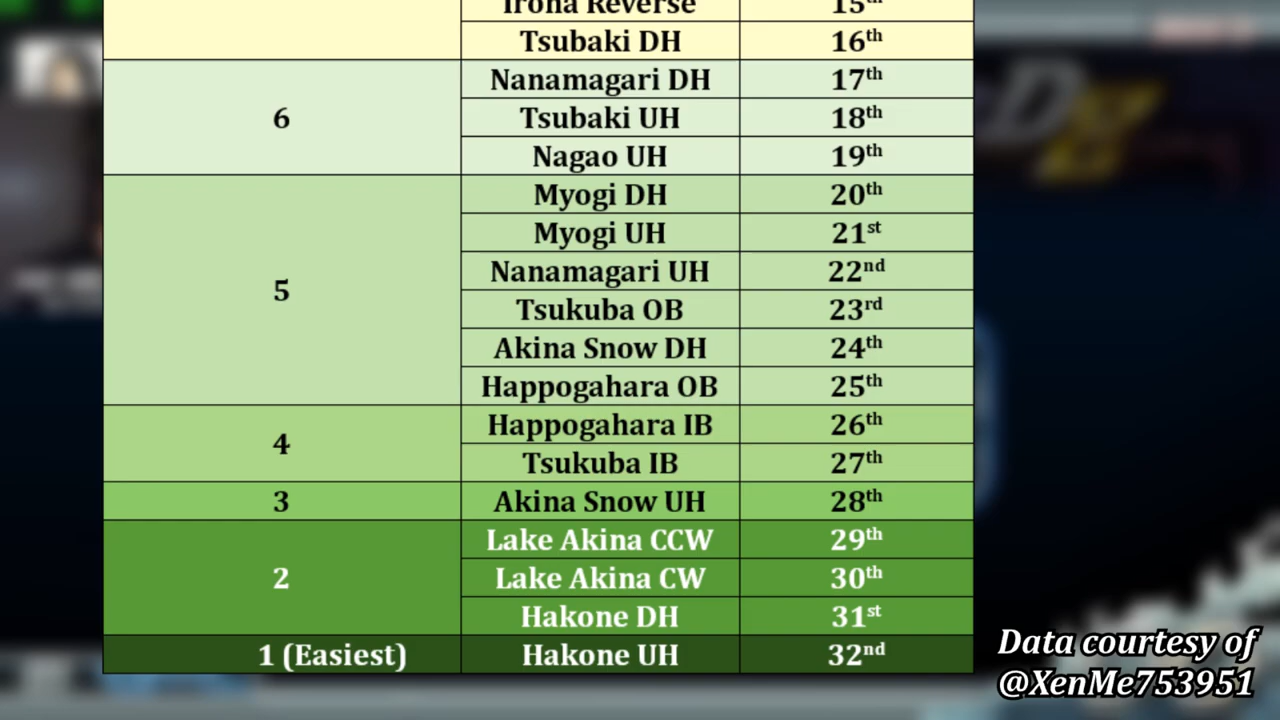 Irona Reverse 15th
Tsubaki DH 16th
6 Nanamagari DH 17th
Tsubaki UH 18th
Nagao UH 19th
5 Myogi DH 20th
Myogi UH 21st
Nanamagari UH 22nd
Tsukuba OB 23rd
Akina Snow DH 24th
Happogahara OB 25th
4 Happogahara IB 26th
Tsukuba IB 27th
3 Akina Snow UH 28th
2 Lake Akina CCW 29th
Lake Akina CW 30th
Hakone DH 31st
1 (Easiest) Hakone UH 32nd
Data courtesy of
@XenMe753951